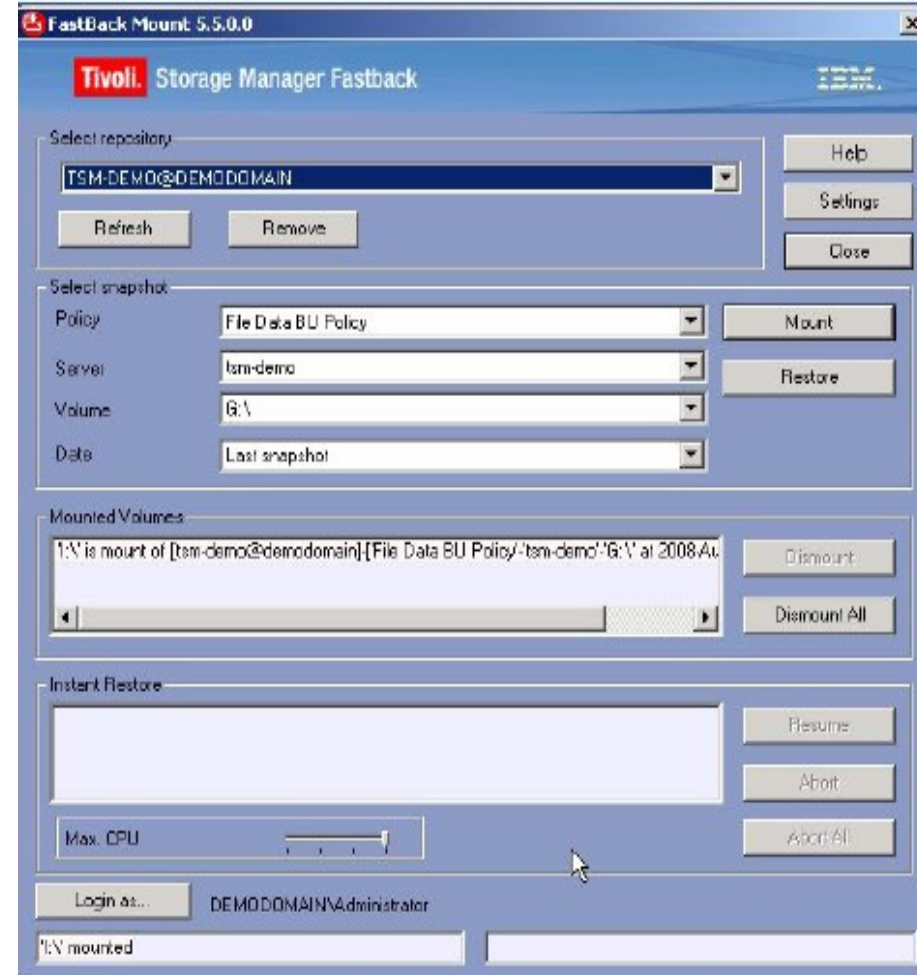 FastBack Mount 5.5.0.0
Tivoli. Storage Manager Fastback
IBM.
Select repository
TSM-DEMO@DEMODOMAIN
Help
Settings
Refresh
Remove
Close
Select snapshot
Policy
File Data BU Policy
Mount
Server
tsm-demo
Restore
Volume
G:\
Date
Last snapshot
Mounted Volumes
'I:\' is mount of [tsm-demo@demodomain]-['File Data BU Policy'-'tsm-demo'-'G:\' at 2008-Au
Dismount
Dismount All
Instant Restore
Resume
Abort
Max. CPU
Abort All
Login as...
DEMODOMAIN\Administrator
'I:\' mounted